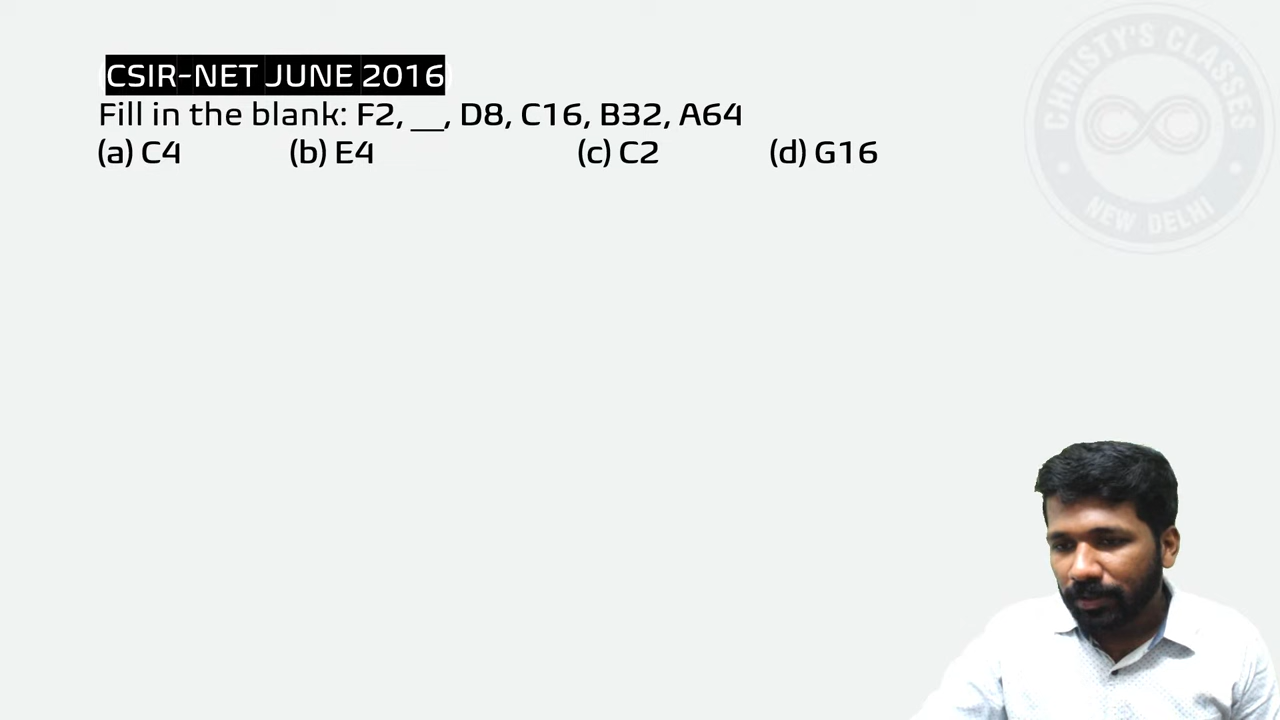 (CSIR-NET JUNE 2016)
Fill in the blank: F2, __, D8, C16, B32, A64
(a) C4 (b) E4 (c) C2 (d) G16
CHRISTY'S CLASSES
NEW DELHI